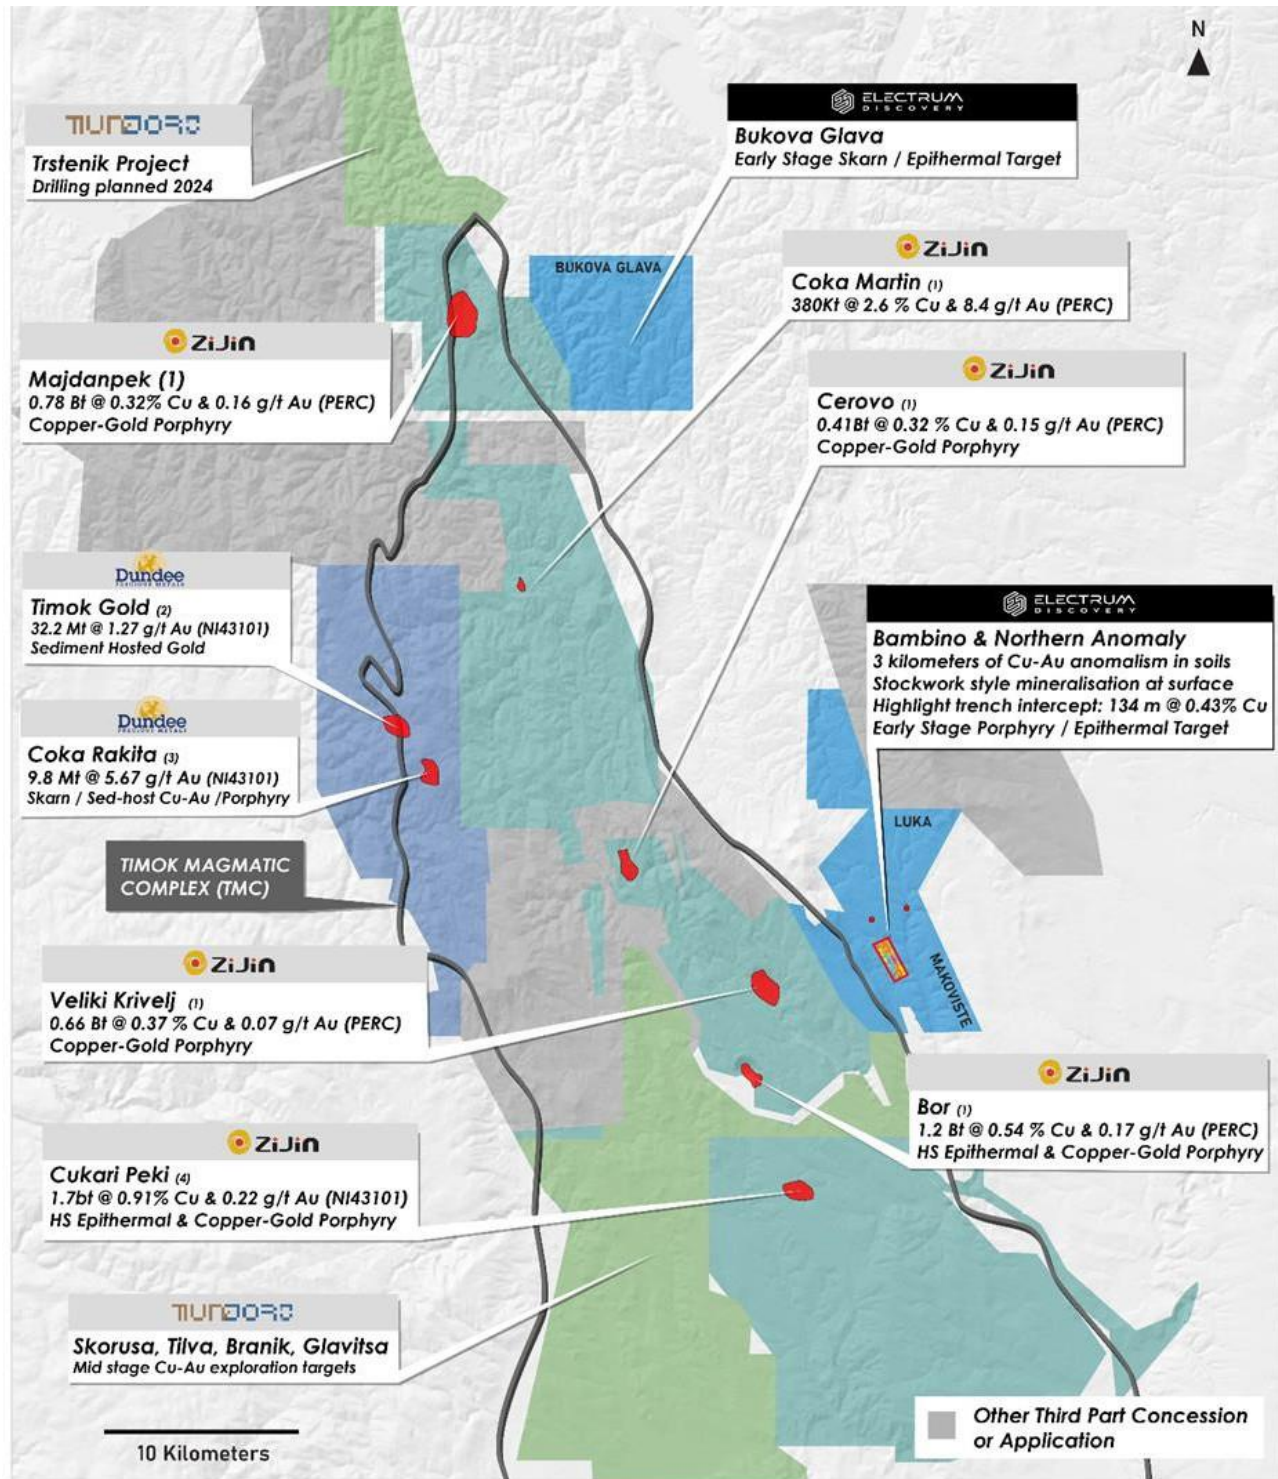 N
MUNDORO
Trstenik Project
Drilling planned 2024
ELECTRUM
DISCOVERY
Bukova Glava
Early Stage Skarn / Epithermal Target
BUKOVA GLAVA
ZiJin
Coka Martin (1)
380Kt @ 2.6 % Cu & 8.4 g/t Au (PERC)
ZiJin
Majdanpek (1)
0.78 Bt @ 0.32% Cu & 0.16 g/t Au (PERC)
Copper-Gold Porphyry
ZiJin
Cerovo (1)
0.41Bt @ 0.32 % Cu & 0.15 g/t Au (PERC)
Copper-Gold Porphyry
Dundee
PRECIOUS METALS
Timok Gold (2)
32.2 Mt @ 1.27 g/t Au (NI43101)
Sediment Hosted Gold
ELECTRUM
DISCOVERY
Bambino & Northern Anomaly
3 kilometers of Cu-Au anomalism in soils
Stockwork style mineralisation at surface
Highlight trench intercept: 134 m @ 0.43% Cu
Early Stage Porphyry / Epithermal Target
Dundee
PRECIOUS METALS
Coka Rakita (3)
9.8 Mt @ 5.67 g/t Au (NI43101)
Skarn / Sed-host Cu-Au /Porphyry
LUKA
TIMOK MAGMATIC
COMPLEX (TMC)
MAKOVISTE
ZiJin
Veliki Krivelj (1)
0.66 Bt @ 0.37 % Cu & 0.07 g/t Au (PERC)
Copper-Gold Porphyry
ZiJin
Bor (1)
1.2 Bt @ 0.54 % Cu & 0.17 g/t Au (PERC)
HS Epithermal & Copper-Gold Porphyry
ZiJin
Cukari Peki (4)
1.7bt @ 0.91% Cu & 0.22 g/t Au (NI43101)
HS Epithermal & Copper-Gold Porphyry
MUNDORO
Skorusa, Tilva, Branik, Glavitsa
Mid stage Cu-Au exploration targets
10 Kilometers
Other Third Part Concession
or Application